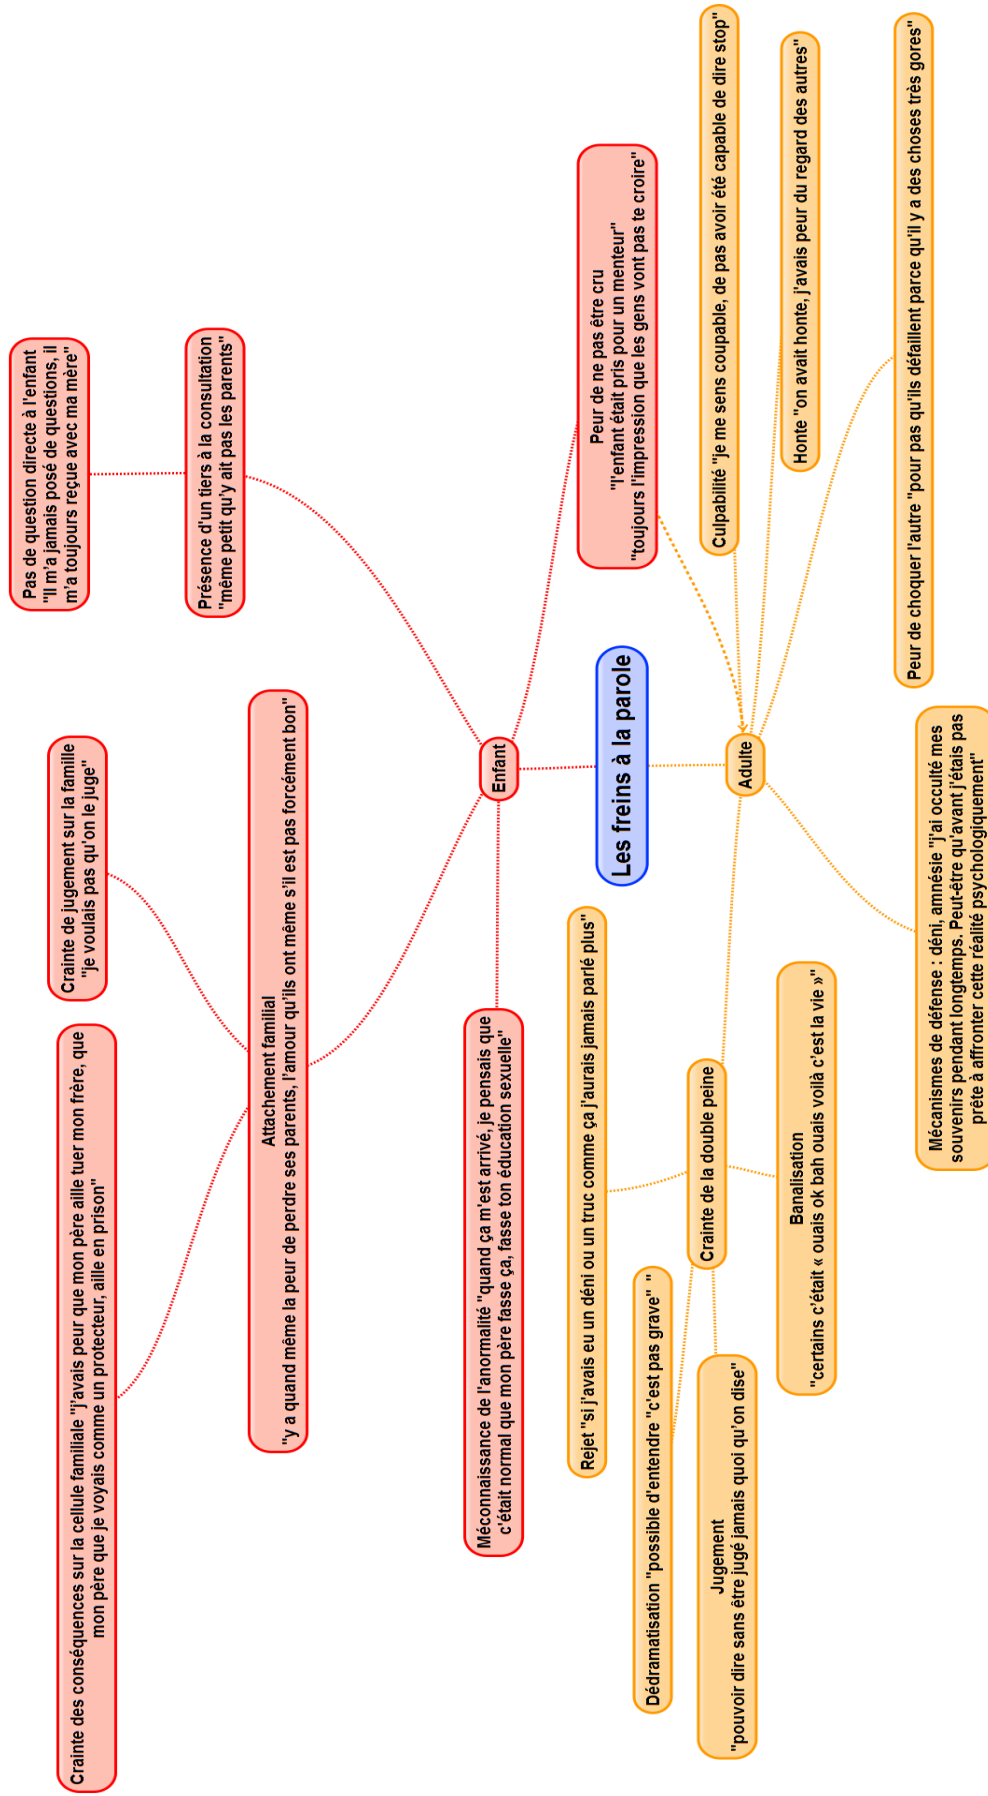 Pas de question directe à l'enfant
"Il m'a jamais posé de questions, il
m'a toujours reçue avec ma mère"
Présence d'un tiers à la consultation
"même petit qu'y ait pas les parents"
Crainte de jugement sur la famille
"je voulais pas qu'on le juge"
Crainte des conséquences sur la cellule familiale "j'avais peur que mon père aille tuer mon frère, que
mon père que je voyais comme un protecteur, aille en prison"
Attachement familial
"y a quand même la peur de perdre ses parents, l'amour qu'ils ont même s'il est pas forcément bon"
Méconnaissance de l'anormalité "quand ça m'est arrivé, je pensais que
c'était normal que mon père fasse ça, fasse ton éducation sexuelle"
Enfant
Peur de ne pas être cru
"l'enfant était pris pour un menteur"
"toujours l'impression que les gens vont pas te croire"
Les freins à la parole
Adulte
Culpabilité "je me sens coupable, de pas avoir été capable de dire stop"
Honte "on avait honte, j'avais peur du regard des autres"
Peur de choquer l'autre "pour pas qu'ils défaillent parce qu'il y a des choses très gores"
Mécanismes de défense : déni, amnésie "j'ai occulté mes
souvenirs pendant longtemps. Peut-être qu'avant j'étais pas
prête à affronter cette réalité psychologiquement"
Crainte de la double peine
Rejet "si j'avais eu un déni ou un truc comme ça j'aurais jamais parlé plus"
Dédramatisation "possible d'entendre "c'est pas grave" "
Jugement
"pouvoir dire sans être jugé jamais quoi qu'on dise"
Banalisation
"certains c'était « ouais ok bah ouais voilà c'est la vie »"